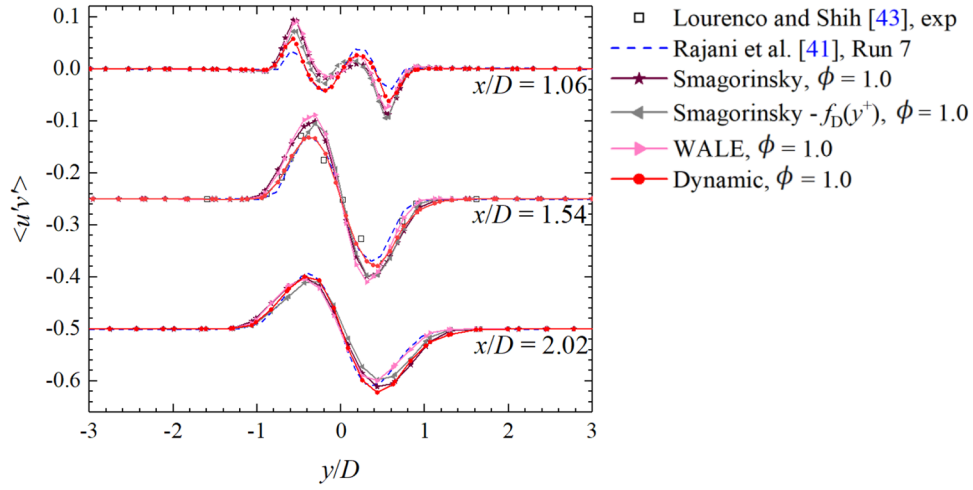 0.1
0.0
-0.1
-0.2
-0.3
-0.4
-0.5
-0.6
<u'v'>
x/D = 1.06
x/D = 1.54
x/D = 2.02
-3 -2 -1 0 1 2 3
y/D
Lourenco and Shih [43], exp
Rajani et al. [41], Run 7
Smagorinsky, ϕ = 1.0
Smagorinsky - f_D(y⁺), ϕ = 1.0
WALE, ϕ = 1.0
Dynamic, ϕ = 1.0